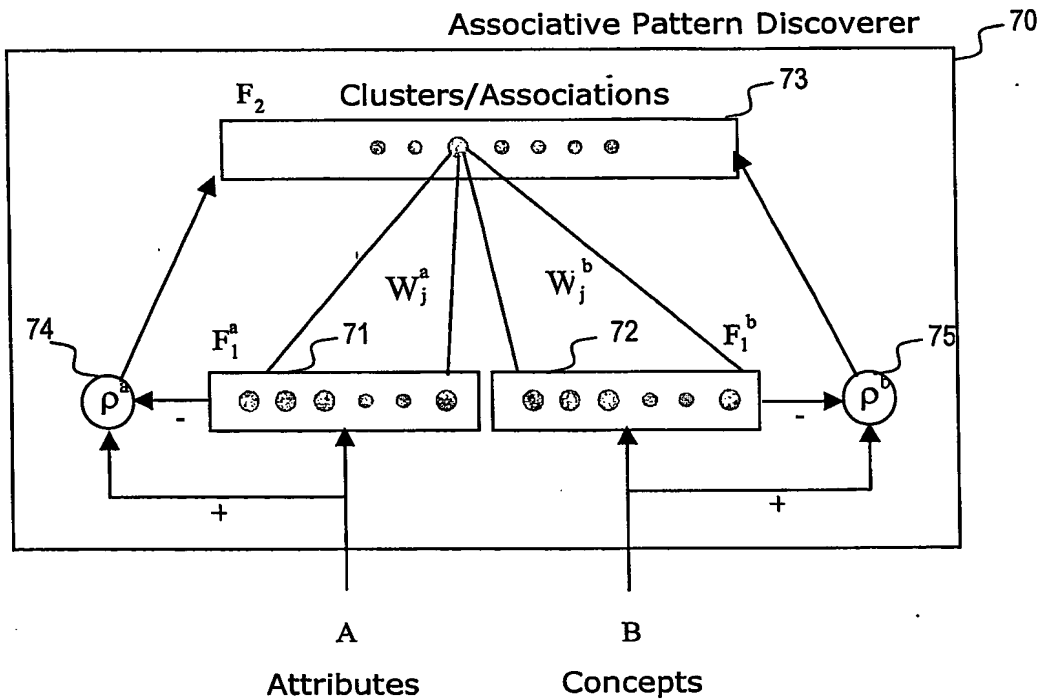 Associative Pattern Discoverer
70
F₂ Clusters/Associations
73
Wⱼᵃ Wⱼᵇ
74 F₁ᵃ 71 72 F₁ᵇ 75
ρᵃ - - ρᵇ
+ +
A B
Attributes Concepts